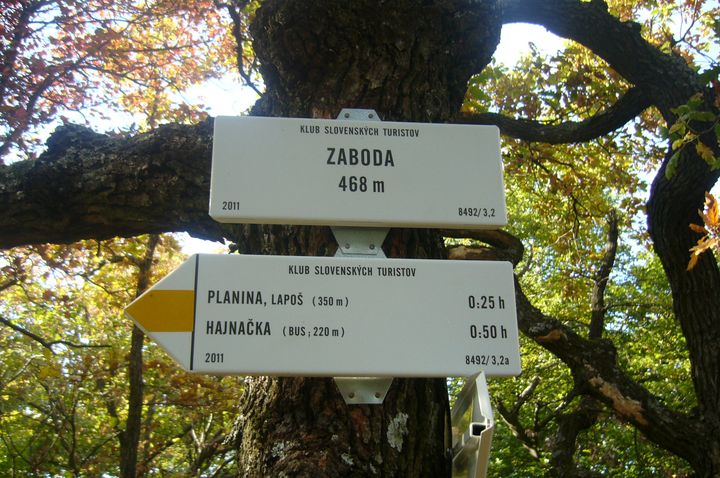 KLUB SLOVENSKÝCH TURISTOV
ZABODA
468 m
2011 8492/3,2
KLUB SLOVENSKÝCH TURISTOV
PLANINA, LAPOŠ (350 m) 0:25 h
HAJNAČKA (BUS; 220 m) 0:50 h
2011 8492/3,2a